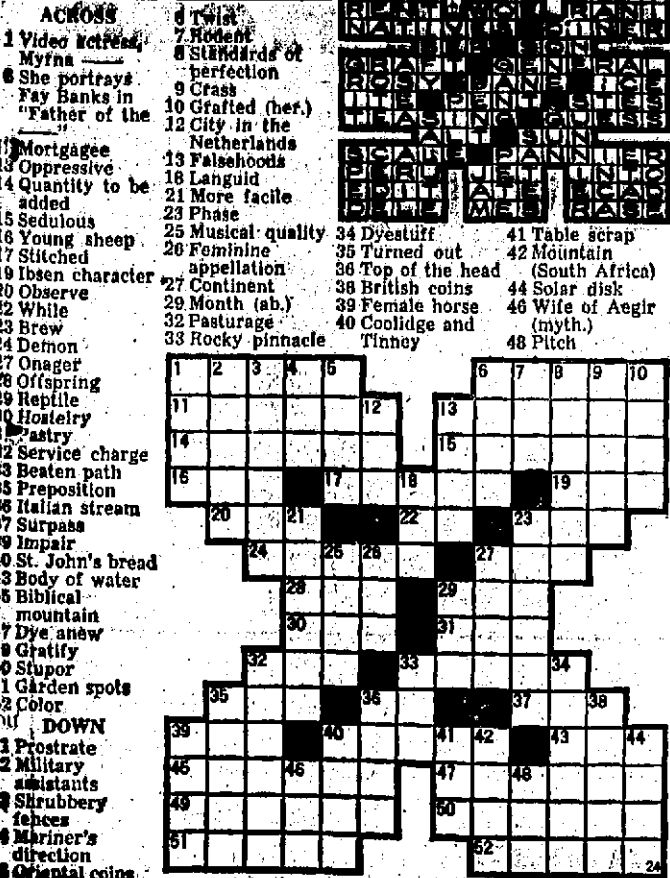 ACROSS
1 Video actress,
Myrna ——
6 She portrays
Fay Banks in
"Father of the
——"
Mortgagee
13 Oppressive
14 Quantity to be
added
15 Sedulous
16 Young sheep
17 Stitched
19 Ibsen character
20 Observe
22 While
23 Brew
24 Demon
27 Onager
28 Offspring
29 Reptile
30 Hostelry
Pastry
32 Service charge
33 Beaten path
35 Preposition
36 Italian stream
37 Surpass
39 Impair
40 St. John's bread
43 Body of water
45 Biblical
mountain
47 Dye anew
49 Gratify
50 Stupor
51 Garden spots
52 Color
DOWN
1 Prostrate
2 Military
assistants
3 Shrubbery
fences
4 Mariner's
direction
5 Oriental coins
6 Twist
7 Rodent
8 Standards of
perfection
9 Crass
10 Grafted (her.)
12 City in the
Netherlands
13 Falsehoods
18 Languid
21 More facile
23 Phase
25 Musical quality
26 Feminine
appellation
27 Continent
29 Month (ab.)
32 Pasturage
33 Rocky pinnacle
34 Dyestuff
35 Turned out
36 Top of the head
38 British coins
39 Female horse
40 Coolidge and
Tinney
41 Table scrap
42 Mountain
(South Africa)
44 Solar disk
46 Wife of Aegir
(myth.)
48 Pitch
1 2 3 4 5 6 7 8 9 10
11 12 13
14 15
16 17 18 19
20 21 22 23
24 25 26 27
28 29
30 31
32 33 34
35 36 37 38
39 40 41 42 43 44
45 46 47 48
49 50
51 52
24